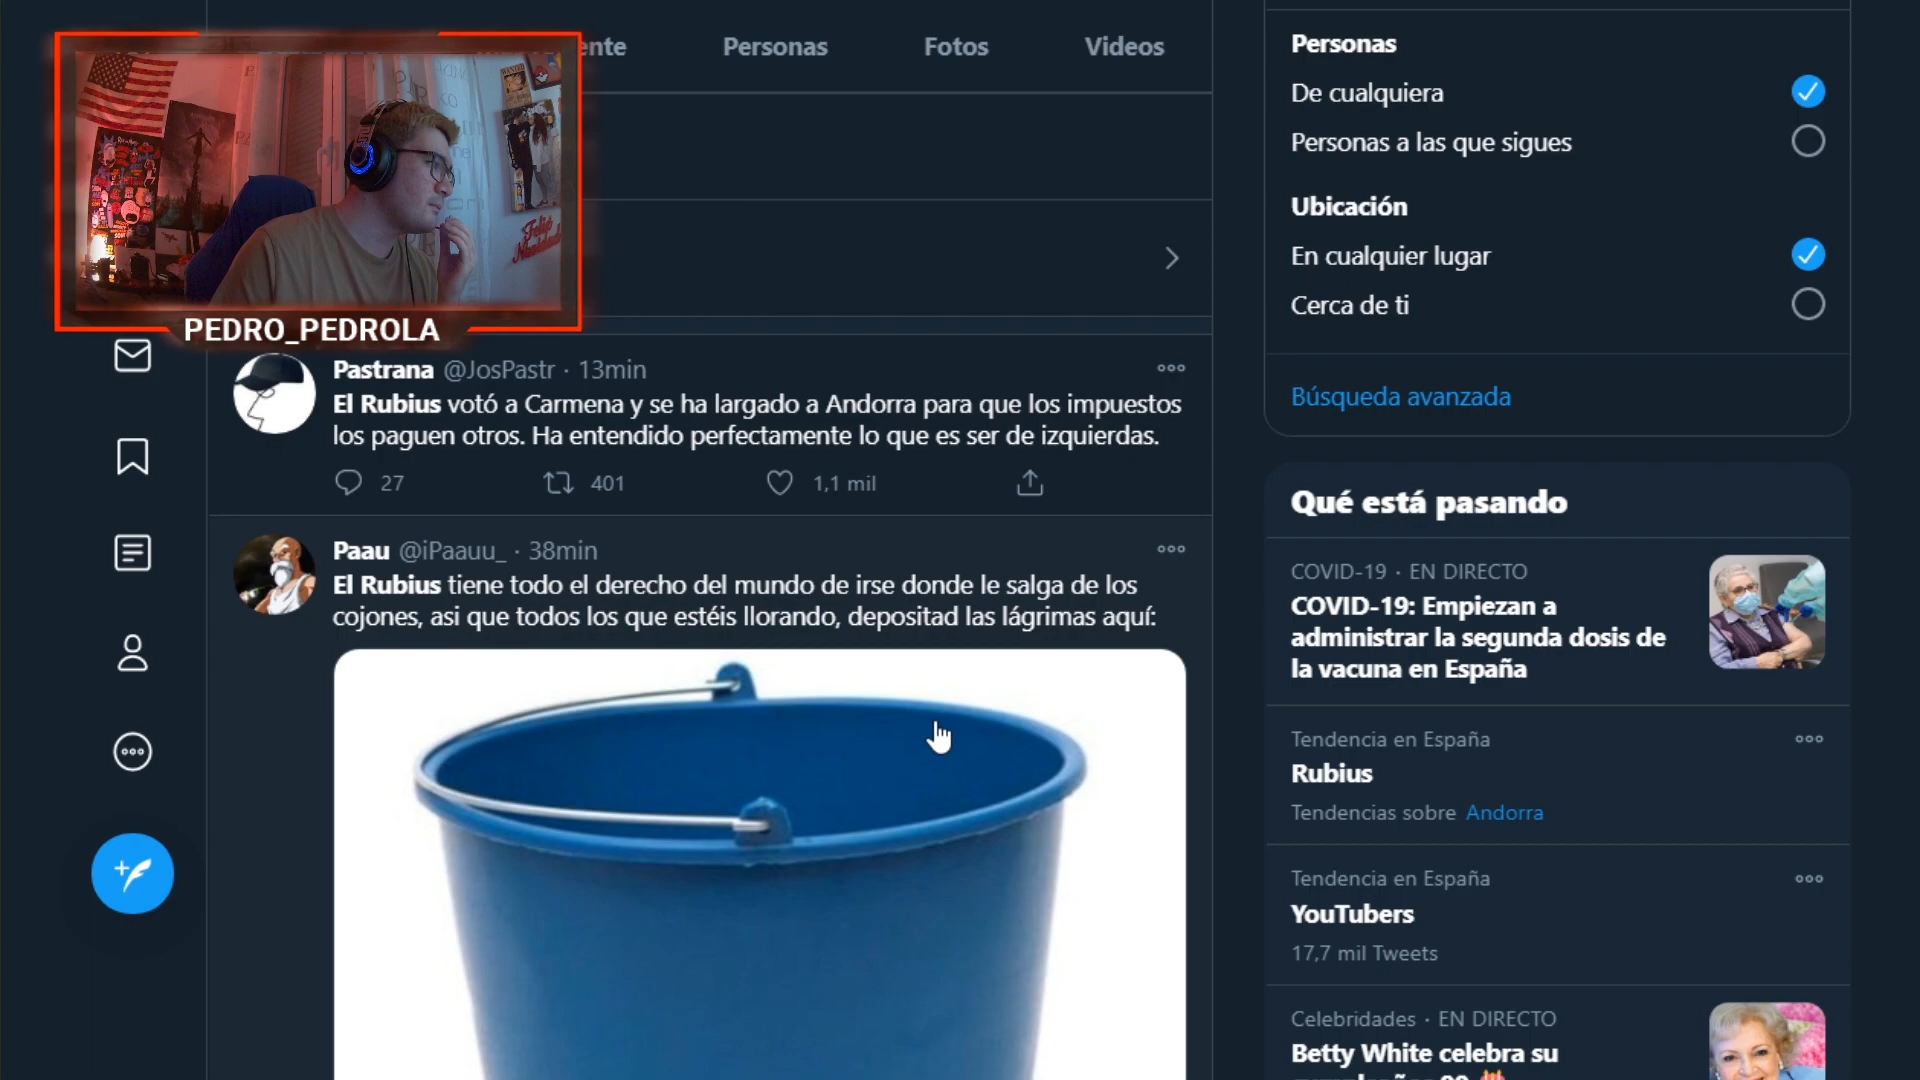 ente
Personas
Fotos
Videos
PEDRO_PEDROLA
Pastrana @JosPastr · 13min
El Rubius votó a Carmena y se ha largado a Andorra para que los impuestos
los paguen otros. Ha entendido perfectamente lo que es ser de izquierdas.
27
401
1,1 mil
Paau @iPaauu_ · 38min
El Rubius tiene todo el derecho del mundo de irse donde le salga de los
cojones, asi que todos los que estéis llorando, depositad las lágrimas aquí:
Personas
De cualquiera
Personas a las que sigues
Ubicación
En cualquier lugar
Cerca de ti
Búsqueda avanzada
Qué está pasando
COVID-19 · EN DIRECTO
COVID-19: Empiezan a
administrar la segunda dosis de
la vacuna en España
Tendencia en España
Rubius
Tendencias sobre Andorra
Tendencia en España
YouTubers
17,7 mil Tweets
Celebridades · EN DIRECTO
Betty White celebra su